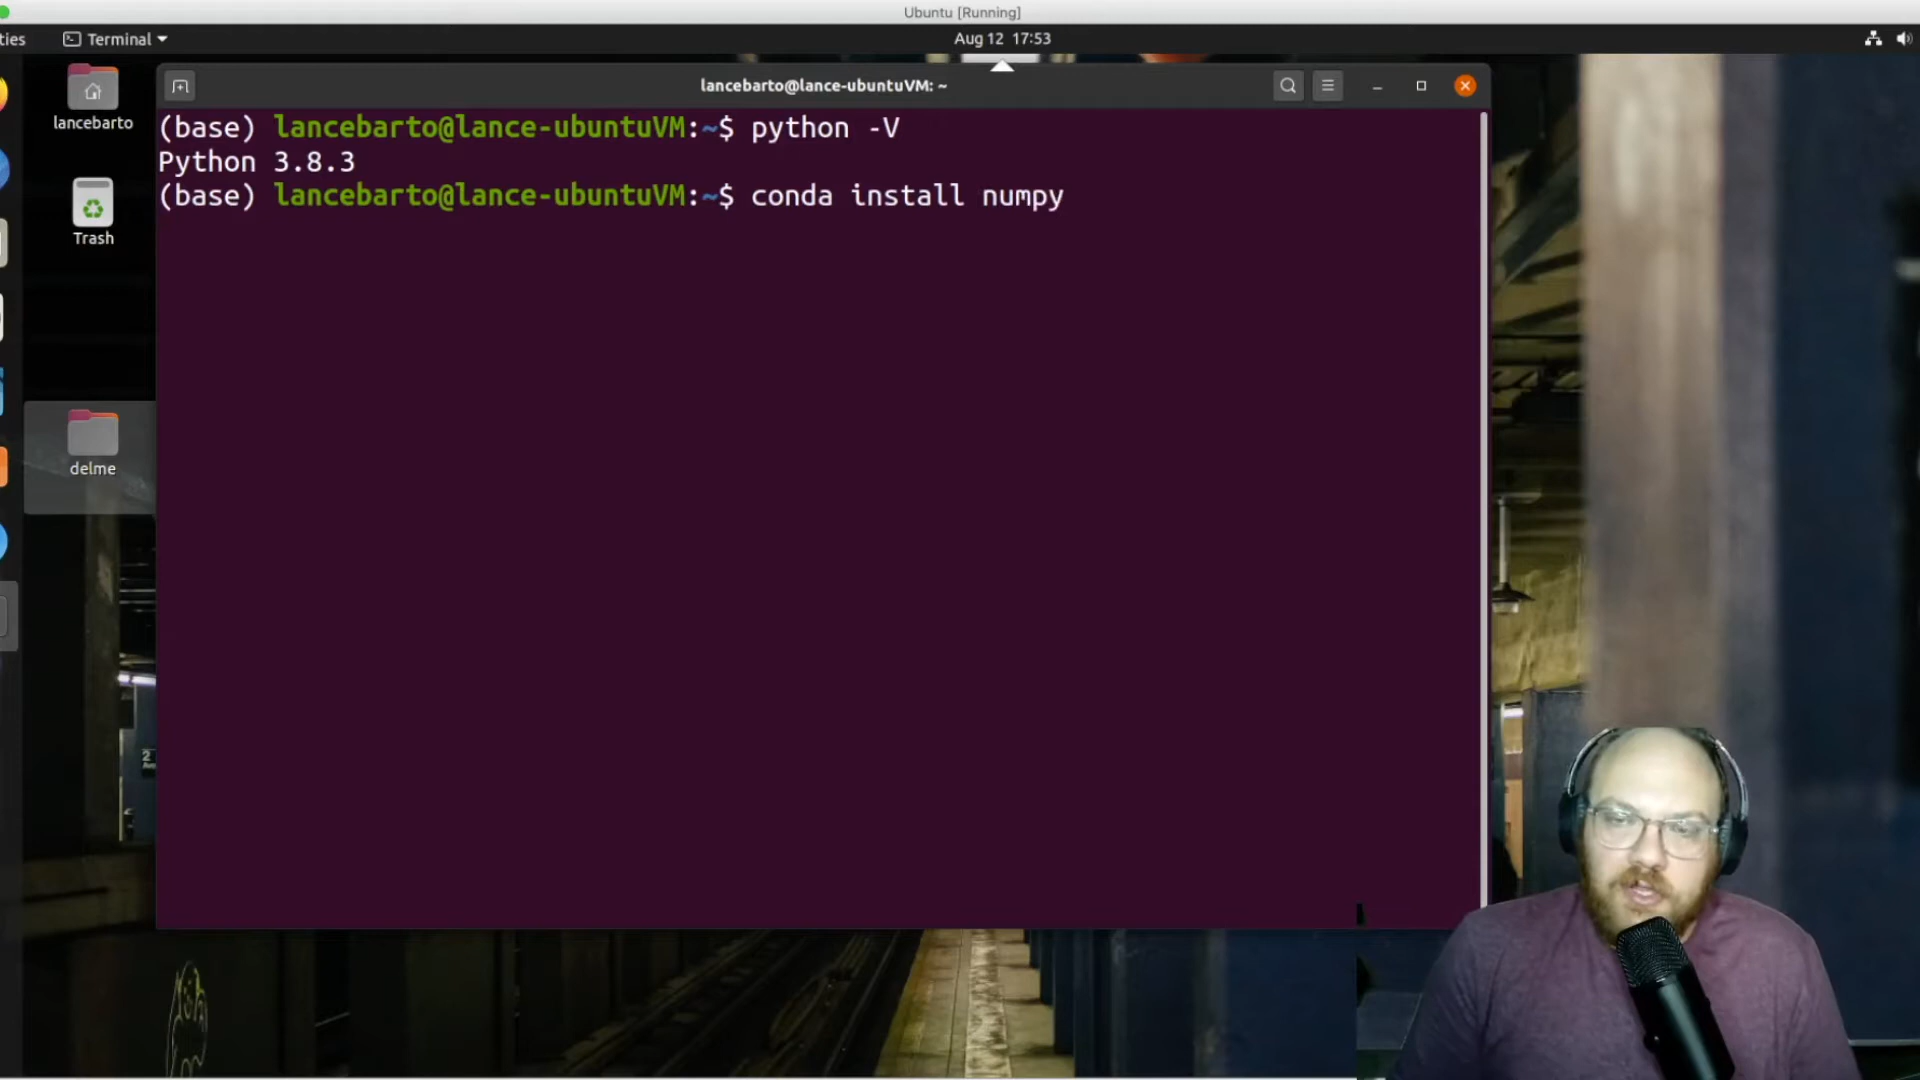 Ubuntu [Running]
ties
Terminal
Aug 12 17:53
lancebarto
Trash
delme
lancebarto@lance-ubuntuVM: ~
(base) lancebarto@lance-ubuntuVM:~$ python -V
Python 3.8.3
(base) lancebarto@lance-ubuntuVM:~$ conda install numpy
2